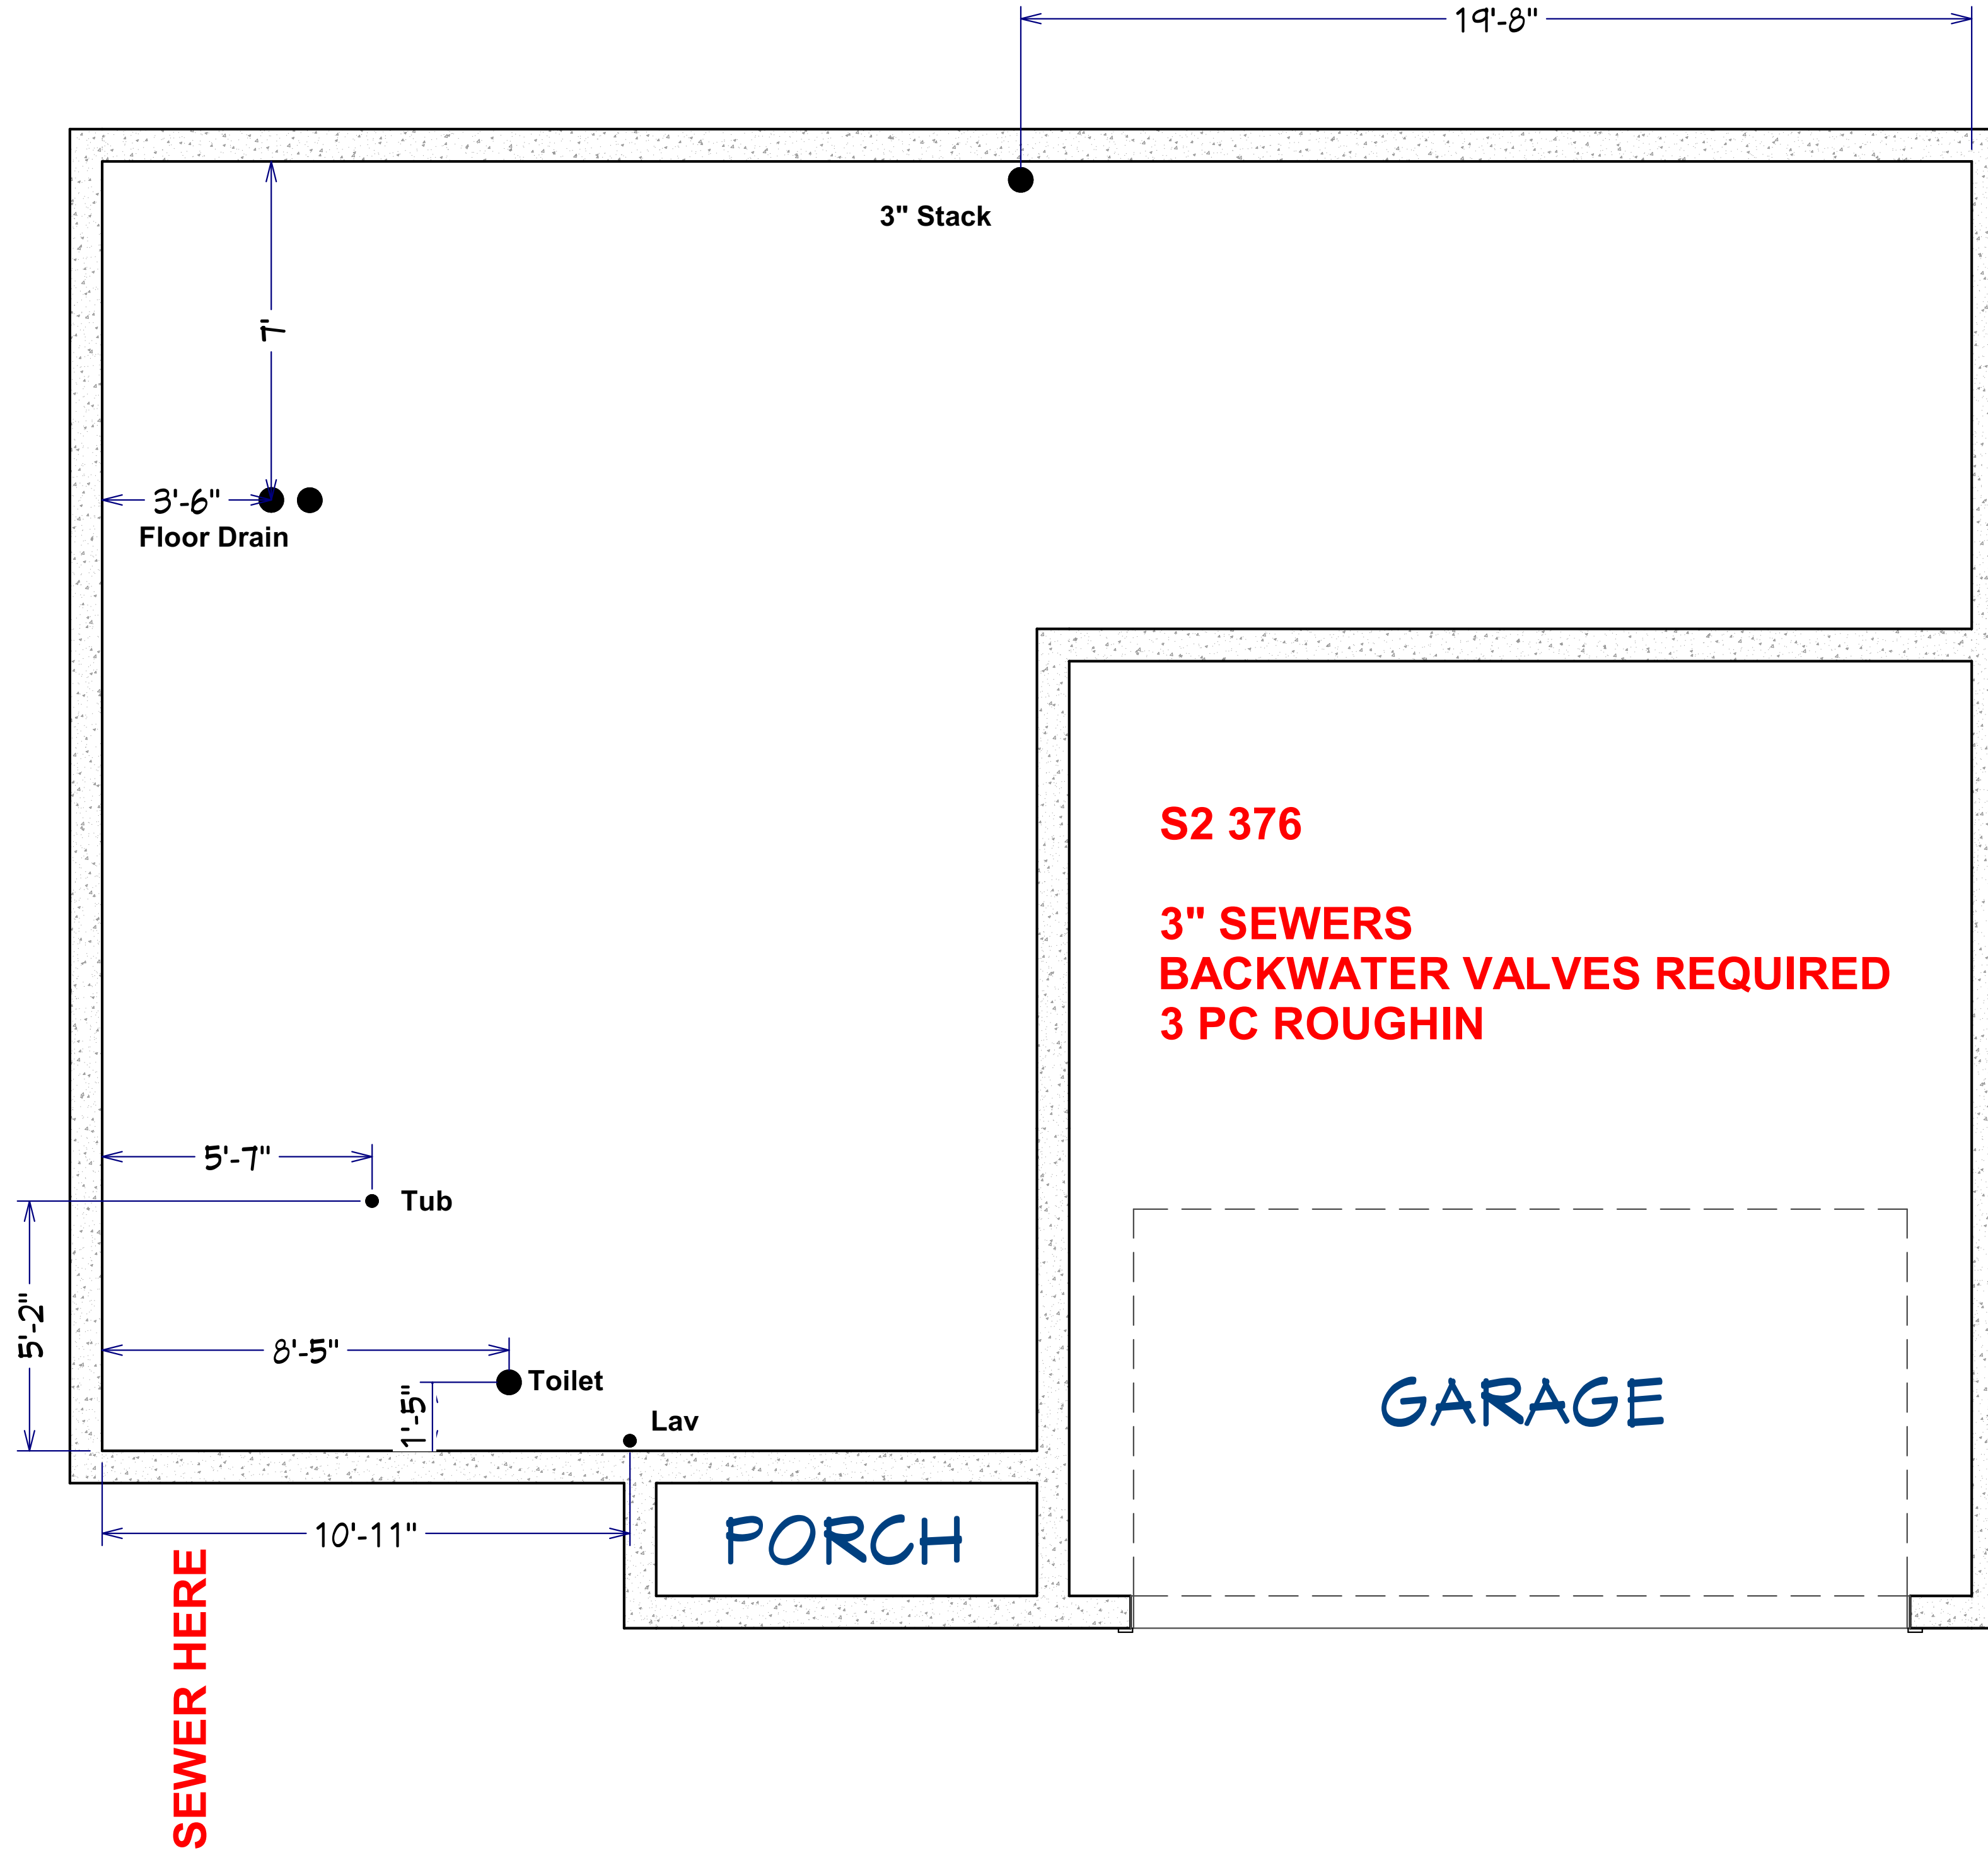 19'-8"
3" Stack
7'
3'-6"
Floor Drain
S2 376
3" SEWERS
BACKWATER VALVES REQUIRED
3 PC ROUGHIN
5'-7"
Tub
5'-2"
8'-5"
Toilet
1'-5"
Lav
GARAGE
PORCH
10'-11"
SEWER HERE